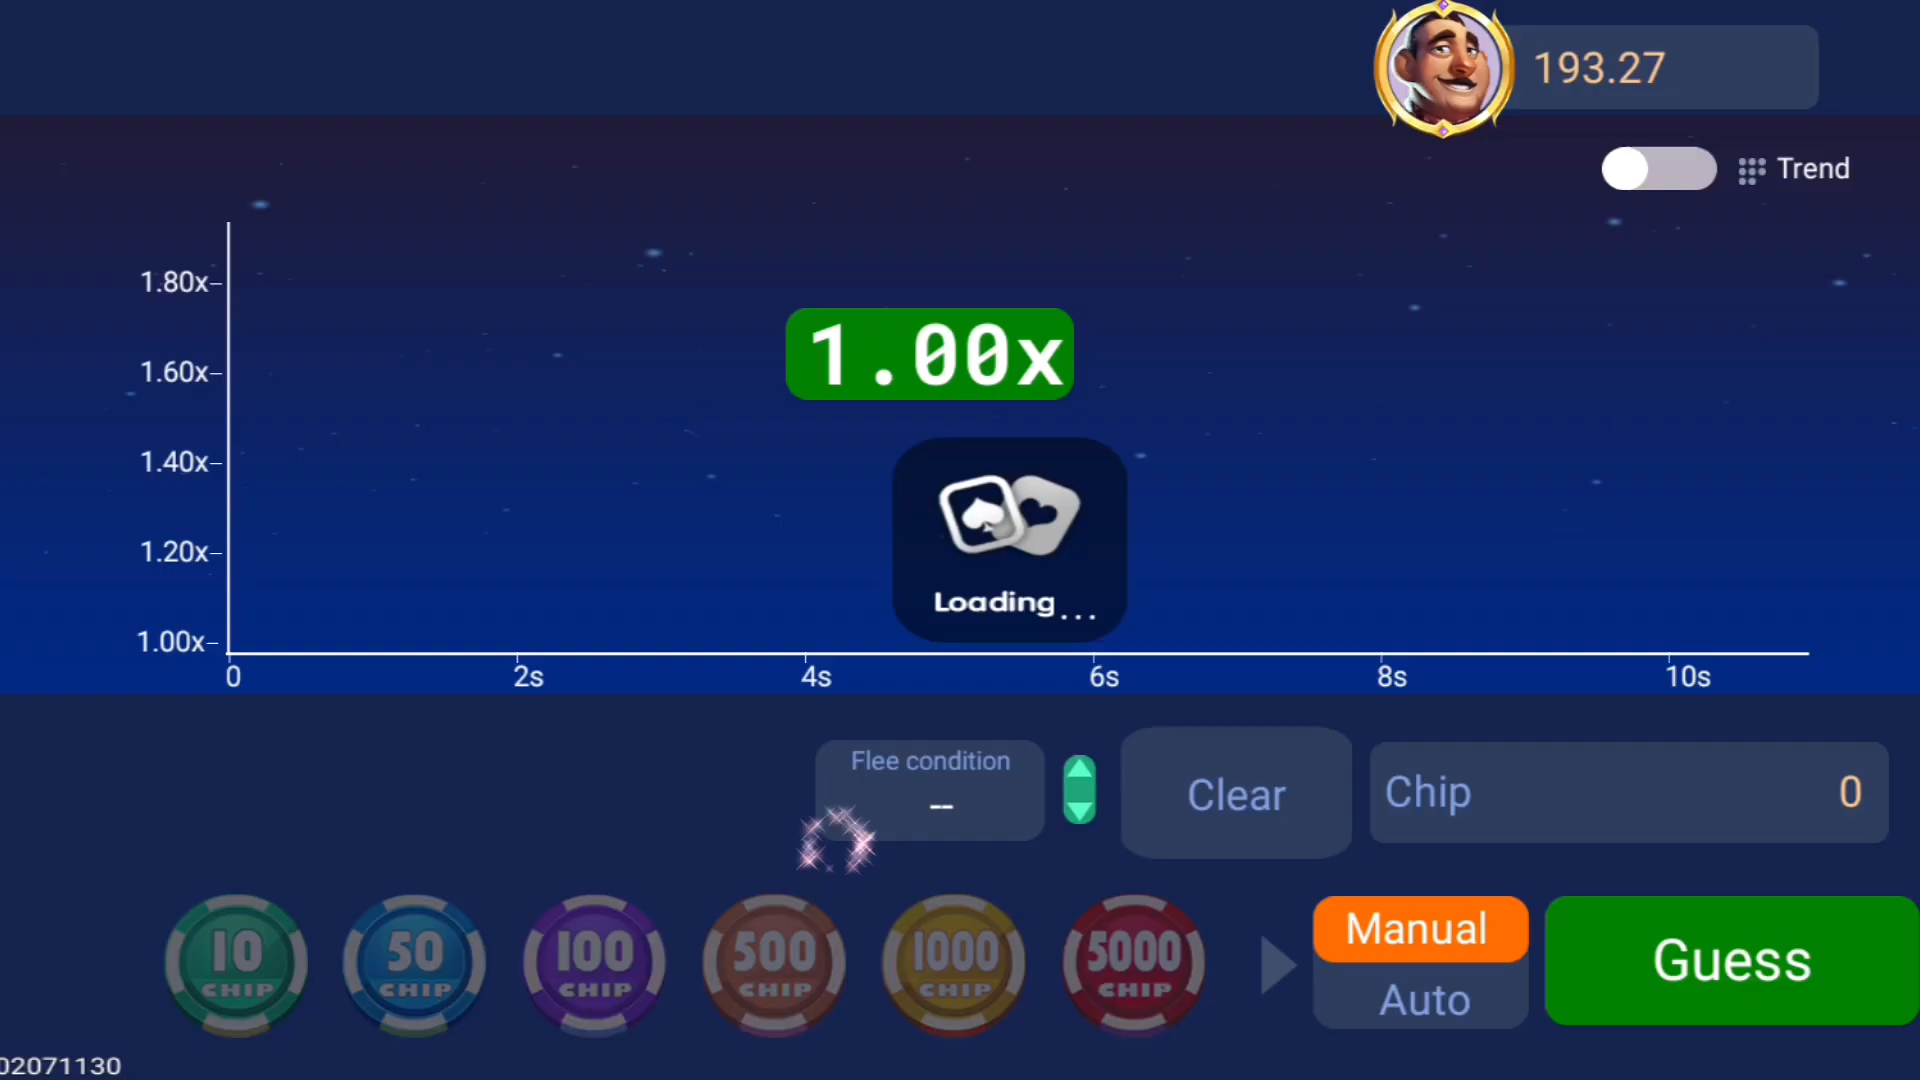 193.27
Trend
1.80x
1.60x
1.40x
1.20x
1.00x
1.00x
Loading...
0 2s 4s 6s 8s 10s
Flee condition
--
Clear
Chip 0
10 CHIP
50 CHIP
100 CHIP
500 CHIP
1000 CHIP
5000 CHIP
Manual
Auto
Guess
02071130